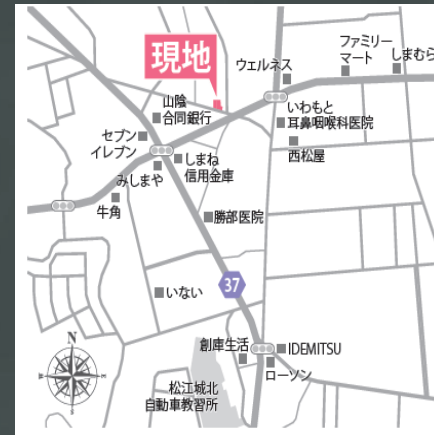 現地
ウェルネス
ファミリー
マート
しまむら
山陰
合同銀行
いわもと
耳鼻咽喉科医院
セブン
イレブン
しまね
信用金庫
西松屋
みしまや
牛角
勝部医院
37
いない
N
W
E
S
創庫生活
IDEMITSU
ローソン
松江城北
自動車教習所